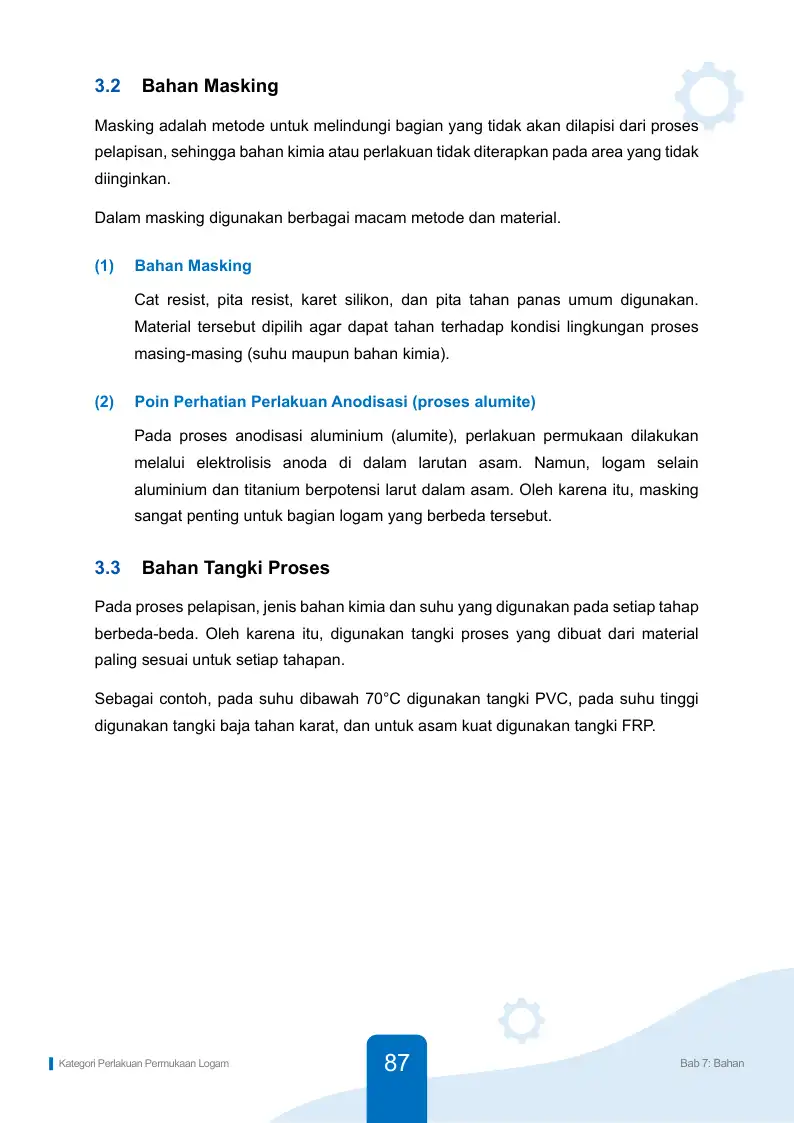 3.2 Bahan Masking
Masking adalah metode untuk melindungi bagian yang tidak akan dilapisi dari proses
pelapisan, sehingga bahan kimia atau perlakuan tidak diterapkan pada area yang tidak
diinginkan.
Dalam masking digunakan berbagai macam metode dan material.
(1) Bahan Masking
Cat resist, pita resist, karet silikon, dan pita tahan panas umum digunakan.
Material tersebut dipilih agar dapat tahan terhadap kondisi lingkungan proses
masing-masing (suhu maupun bahan kimia).
(2) Poin Perhatian Perlakuan Anodisasi (proses alumite)
Pada proses anodisasi aluminium (alumite), perlakuan permukaan dilakukan
melalui elektrolisis anoda di dalam larutan asam. Namun, logam selain
aluminium dan titanium berpotensi larut dalam asam. Oleh karena itu, masking
sangat penting untuk bagian logam yang berbeda tersebut.
3.3 Bahan Tangki Proses
Pada proses pelapisan, jenis bahan kimia dan suhu yang digunakan pada setiap tahap
berbeda-beda. Oleh karena itu, digunakan tangki proses yang dibuat dari material
paling sesuai untuk setiap tahapan.
Sebagai contoh, pada suhu dibawah 70°C digunakan tangki PVC, pada suhu tinggi
digunakan tangki baja tahan karat, dan untuk asam kuat digunakan tangki FRP.
Kategori Perlakuan Permukaan Logam
87
Bab 7: Bahan